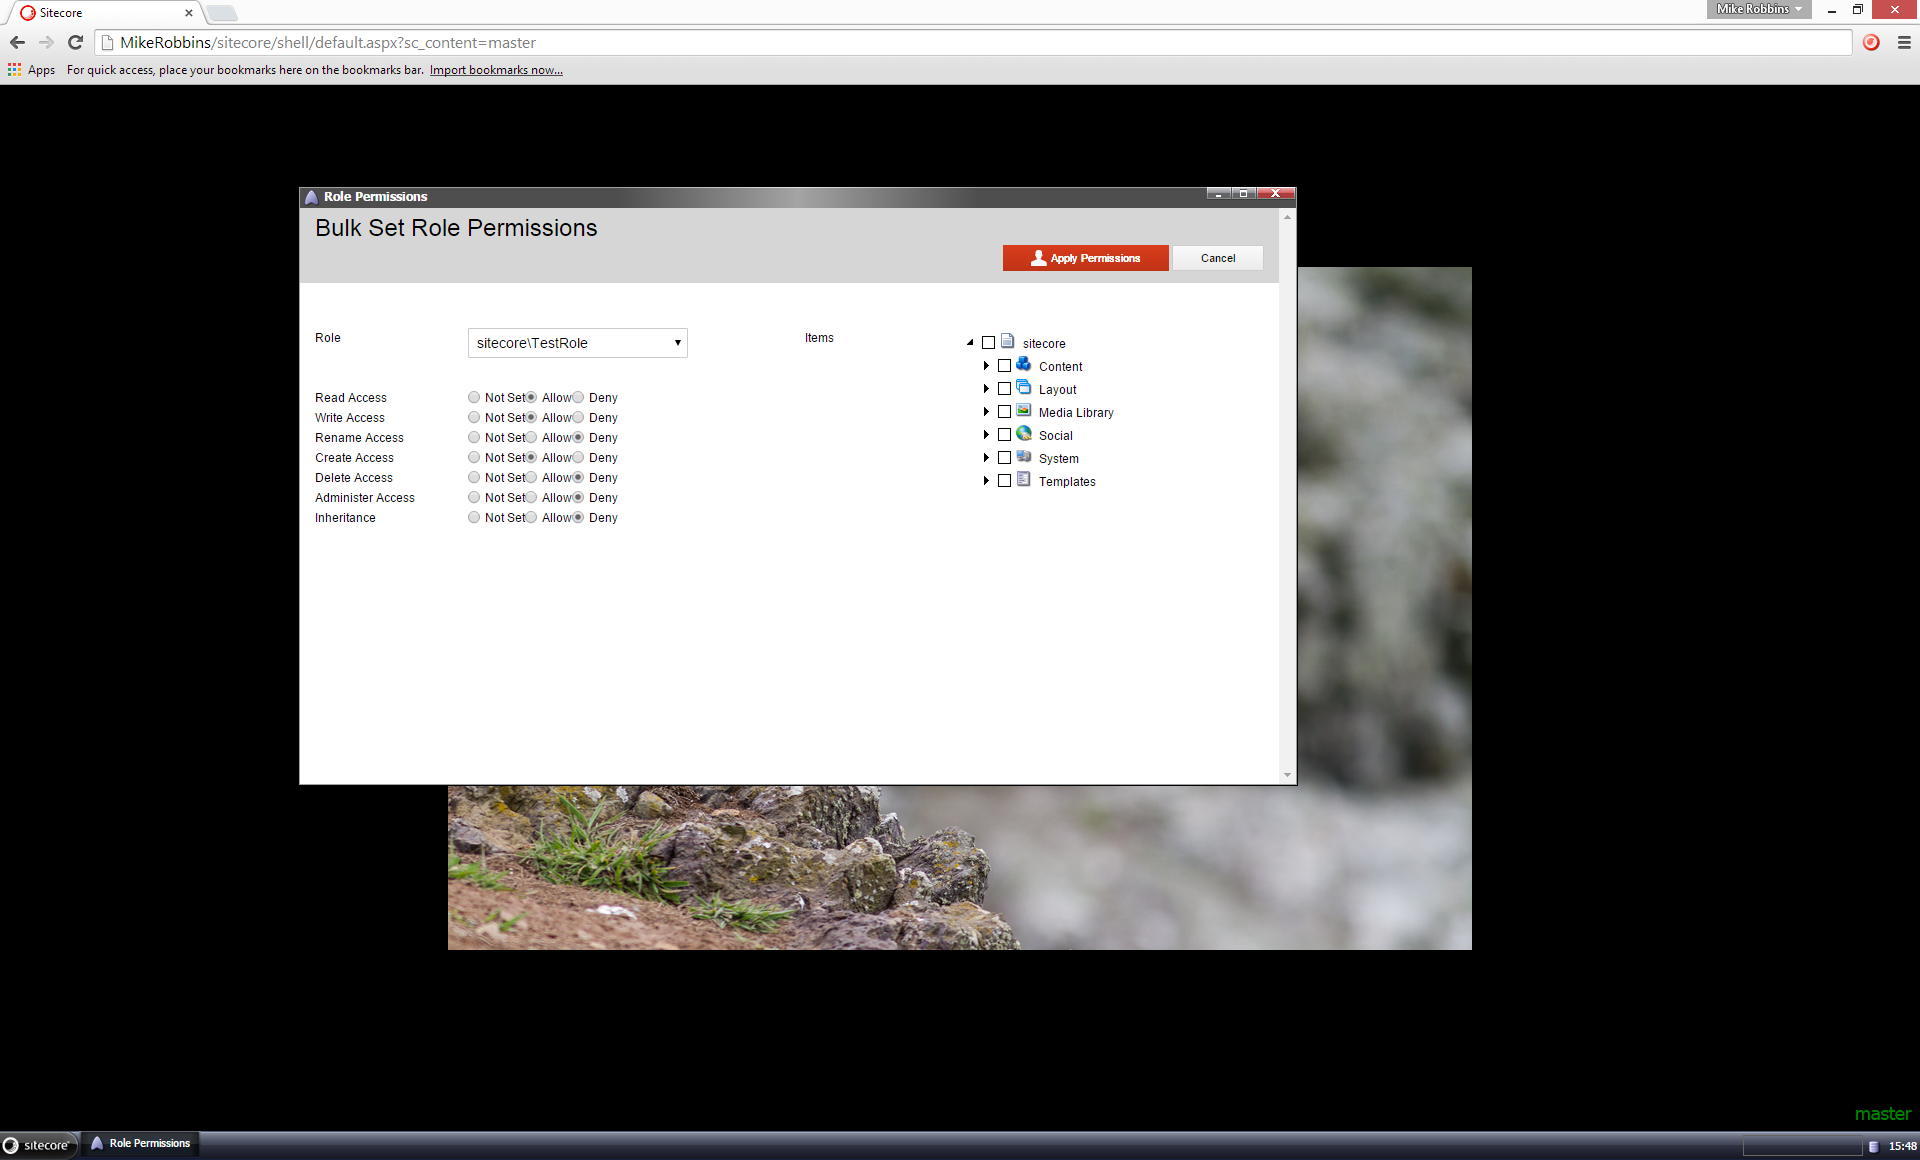 Sitecore
Mike Robbins
MikeRobbins/sitecore/shell/default.aspx?sc_content=master
Apps For quick access, place your bookmarks here on the bookmarks bar. Import bookmarks now...
Role Permissions
Bulk Set Role Permissions
Apply Permissions Cancel
Role sitecore\TestRole Items
sitecore
Content
Layout
Media Library
Social
System
Templates
Read Access Not Set Allow Deny
Write Access Not Set Allow Deny
Rename Access Not Set Allow Deny
Create Access Not Set Allow Deny
Delete Access Not Set Allow Deny
Administer Access Not Set Allow Deny
Inheritance Not Set Allow Deny
master
sitecore Role Permissions 15:48